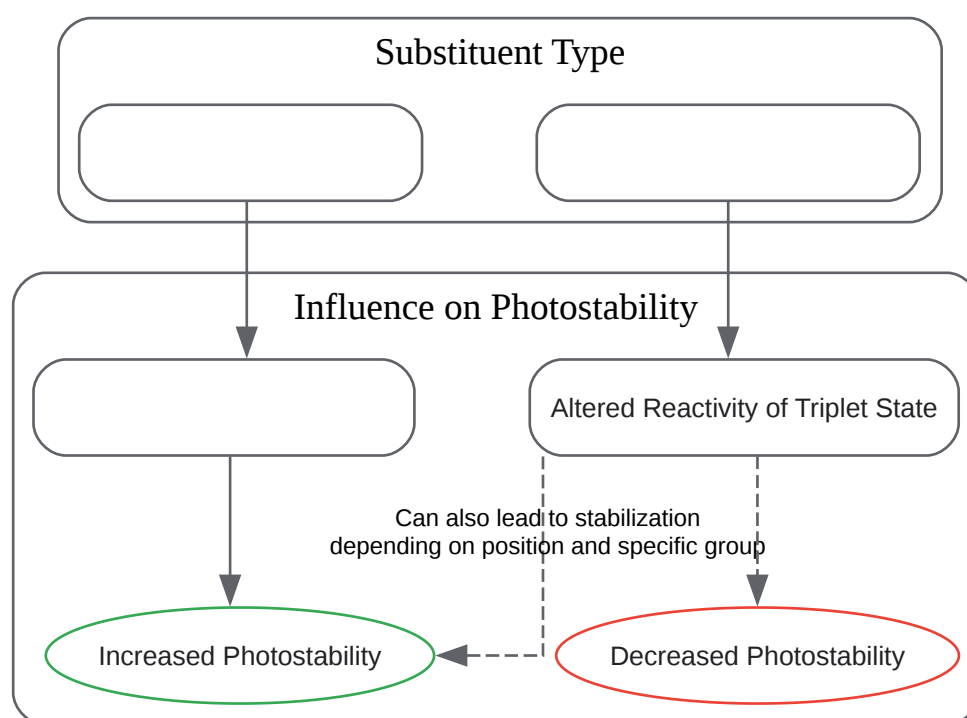 Substituent Type
Influence on Photostability
Altered Reactivity of Triplet State
Can also lead to stabilization
depending on position and specific group
Increased Photostability
Decreased Photostability